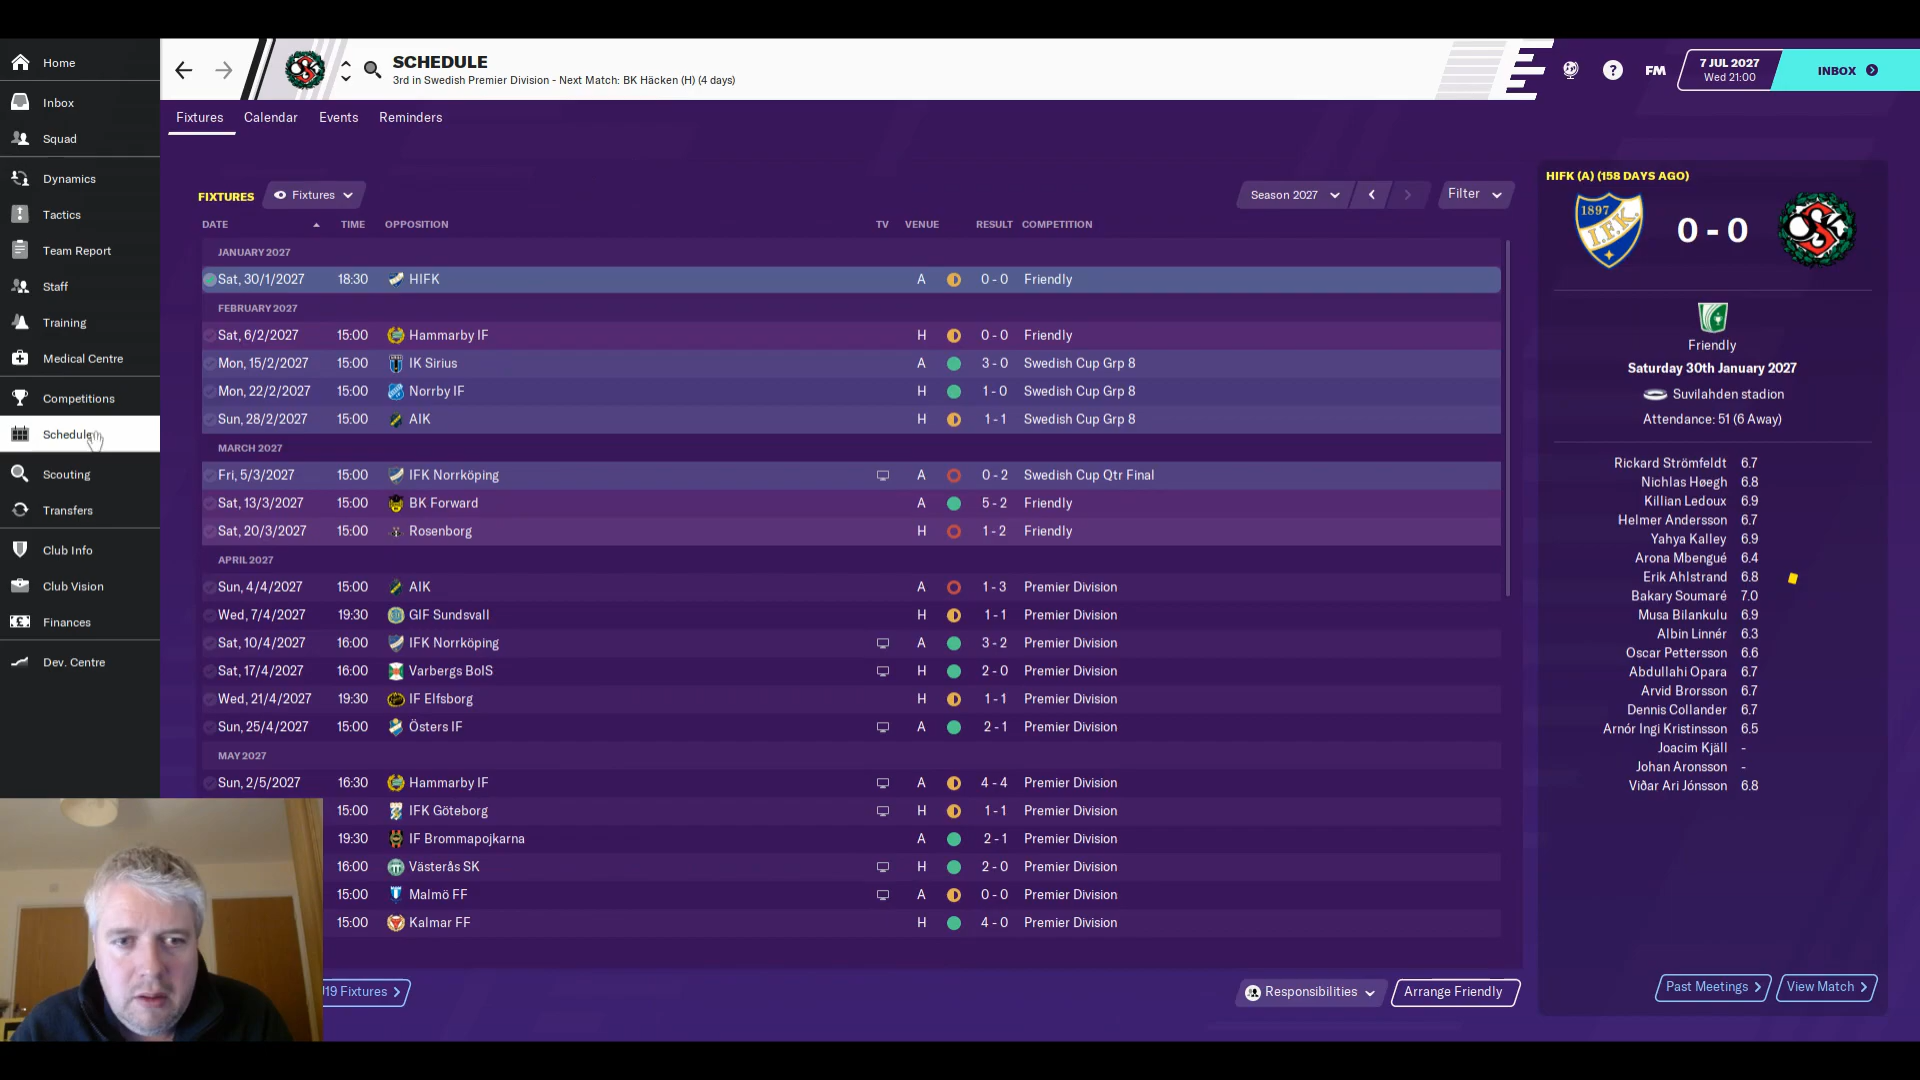 SCHEDULE
3rd in Swedish Premier Division - Next Match: BK Häcken (H) (4 days)
FM
7 JUL 2027
Wed 21:00
INBOX
Home
Inbox
Squad
Dynamics
Tactics
Team Report
Staff
Training
Medical Centre
Competitions
Schedule
Scouting
Transfers
Club Info
Club Vision
Finances
Dev. Centre
Fixtures Calendar Events Reminders
FIXTURES Fixtures Season 2027 Filter
DATE TIME OPPOSITION TV VENUE RESULT COMPETITION
JANUARY 2027
Sat, 30/1/2027 18:30 HIFK A 0 - 0 Friendly
FEBRUARY 2027
Sat, 6/2/2027 15:00 Hammarby IF H 0 - 0 Friendly
Mon, 15/2/2027 15:00 IK Sirius A 3 - 0 Swedish Cup Grp 8
Mon, 22/2/2027 15:00 Norrby IF H 1 - 0 Swedish Cup Grp 8
Sun, 28/2/2027 15:00 AIK H 1 - 1 Swedish Cup Grp 8
MARCH 2027
Fri, 5/3/2027 15:00 IFK Norrköping A 0 - 2 Swedish Cup Qtr Final
Sat, 13/3/2027 15:00 BK Forward A 5 - 2 Friendly
Sat, 20/3/2027 15:00 Rosenborg H 1 - 2 Friendly
APRIL 2027
Sun, 4/4/2027 15:00 AIK A 1 - 3 Premier Division
Wed, 7/4/2027 19:30 GIF Sundsvall H 1 - 1 Premier Division
Sat, 10/4/2027 16:00 IFK Norrköping A 3 - 2 Premier Division
Sat, 17/4/2027 16:00 Varbergs BoIS H 2 - 0 Premier Division
Wed, 21/4/2027 19:30 IF Elfsborg H 1 - 1 Premier Division
Sun, 25/4/2027 15:00 Östers IF A 2 - 1 Premier Division
MAY 2027
Sun, 2/5/2027 16:30 Hammarby IF A 4 - 4 Premier Division
15:00 IFK Göteborg H 1 - 1 Premier Division
19:30 IF Brommapojkarna A 2 - 1 Premier Division
16:00 Västerås SK H 2 - 0 Premier Division
15:00 Malmö FF A 0 - 0 Premier Division
15:00 Kalmar FF H 4 - 0 Premier Division
U19 Fixtures Responsibilities Arrange Friendly
HIFK (A) (158 DAYS AGO)
1897
I.F.K.
0 - 0
Friendly
Saturday 30th January 2027
Suvilahden stadion
Attendance: 51 (6 Away)
Rickard Strömfeldt 6.7
Nichlas Høegh 6.8
Killian Ledoux 6.9
Helmer Andersson 6.7
Yahya Kalley 6.9
Arona Mbengué 6.4
Erik Ahlstrand 6.8
Bakary Soumaré 7.0
Musa Bilankulu 6.9
Albin Linnér 6.3
Oscar Pettersson 6.6
Abdullahi Opara 6.7
Arvid Brorsson 6.7
Dennis Collander 6.7
Arnór Ingi Kristinsson 6.5
Joacim Kjäll -
Johan Aronsson -
Viðar Ari Jónsson 6.8
Past Meetings View Match